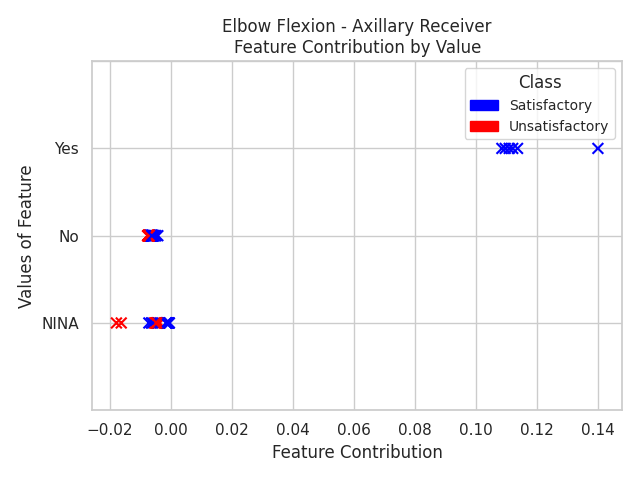 Elbow Flexion - Axillary Receiver
Feature Contribution by Value
Class
Satisfactory
Unsatisfactory
Values of Feature
Yes
No
NINA
−0.02 0.00 0.02 0.04 0.06 0.08 0.10 0.12 0.14
Feature Contribution